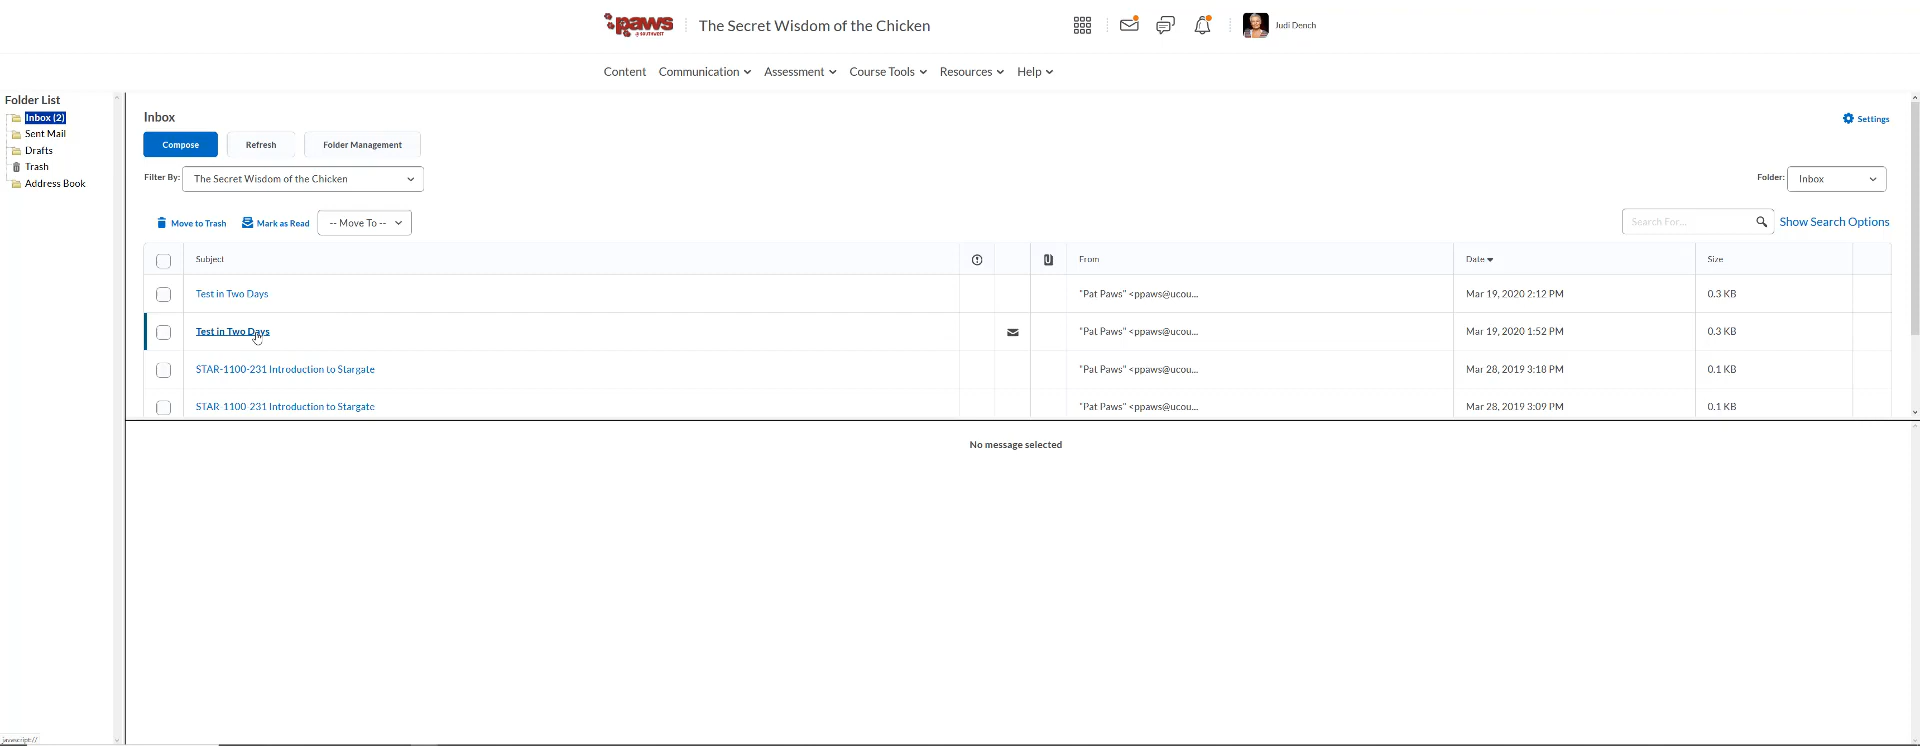 paws
@ SOUTHWEST
The Secret Wisdom of the Chicken
Judi Dench
Content Communication Assessment Course Tools Resources Help
Folder List
Inbox (2)
Sent Mail
Drafts
Trash
Address Book
Inbox
Settings
Compose Refresh Folder Management
Filter By: The Secret Wisdom of the Chicken
Folder: Inbox
Move to Trash Mark as Read -- Move To --
Search For... Show Search Options
Subject From Date Size
Test in Two Days "Pat Paws" <ppaws@ucou... Mar 19, 2020 2:12 PM 0.3 KB
Test in Two Days "Pat Paws" <ppaws@ucou... Mar 19, 2020 1:52 PM 0.3 KB
STAR-1100-231 Introduction to Stargate "Pat Paws" <ppaws@ucou... Mar 28, 2019 3:18 PM 0.1 KB
STAR-1100-231 Introduction to Stargate "Pat Paws" <ppaws@ucou... Mar 28, 2019 3:09 PM 0.1 KB
No message selected
javascript://